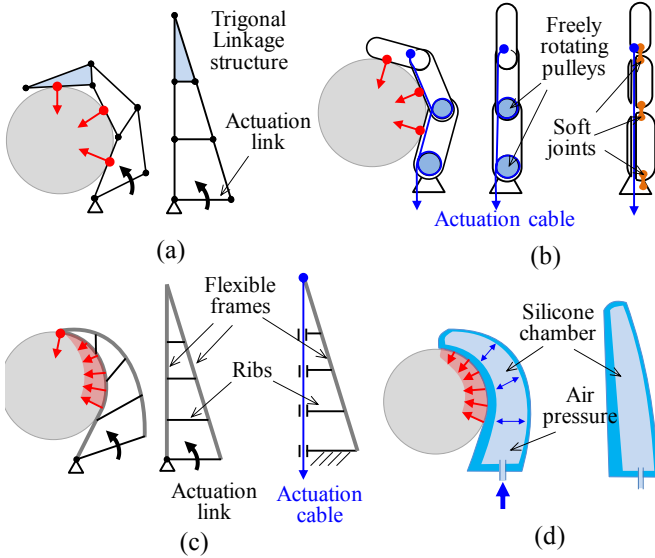 Trigonal
Linkage
structure
Actuation
link
(a)
Freely
rotating
pulleys
Soft
joints
Actuation cable
(b)
Flexible
frames
Ribs
Actuation
link
Actuation
cable
(c)
Silicone
chamber
Air
pressure
(d)